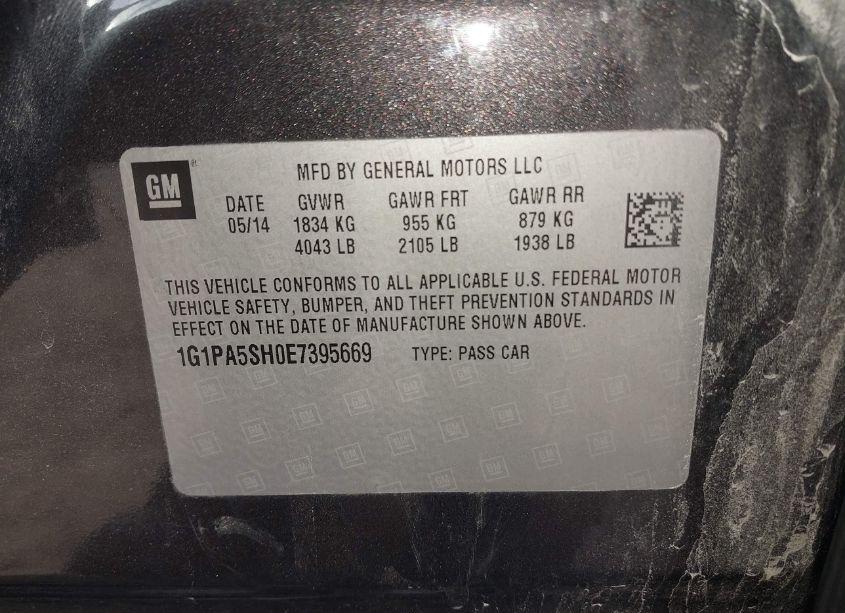 GM
MFD BY GENERAL MOTORS LLC
DATE GVWR GAWR FRT GAWR RR
05/14 1834 KG 955 KG 879 KG
4043 LB 2105 LB 1938 LB
THIS VEHICLE CONFORMS TO ALL APPLICABLE U.S. FEDERAL MOTOR
VEHICLE SAFETY, BUMPER, AND THEFT PREVENTION STANDARDS IN
EFFECT ON THE DATE OF MANUFACTURE SHOWN ABOVE.
1G1PA5SH0E7395669 TYPE: PASS CAR